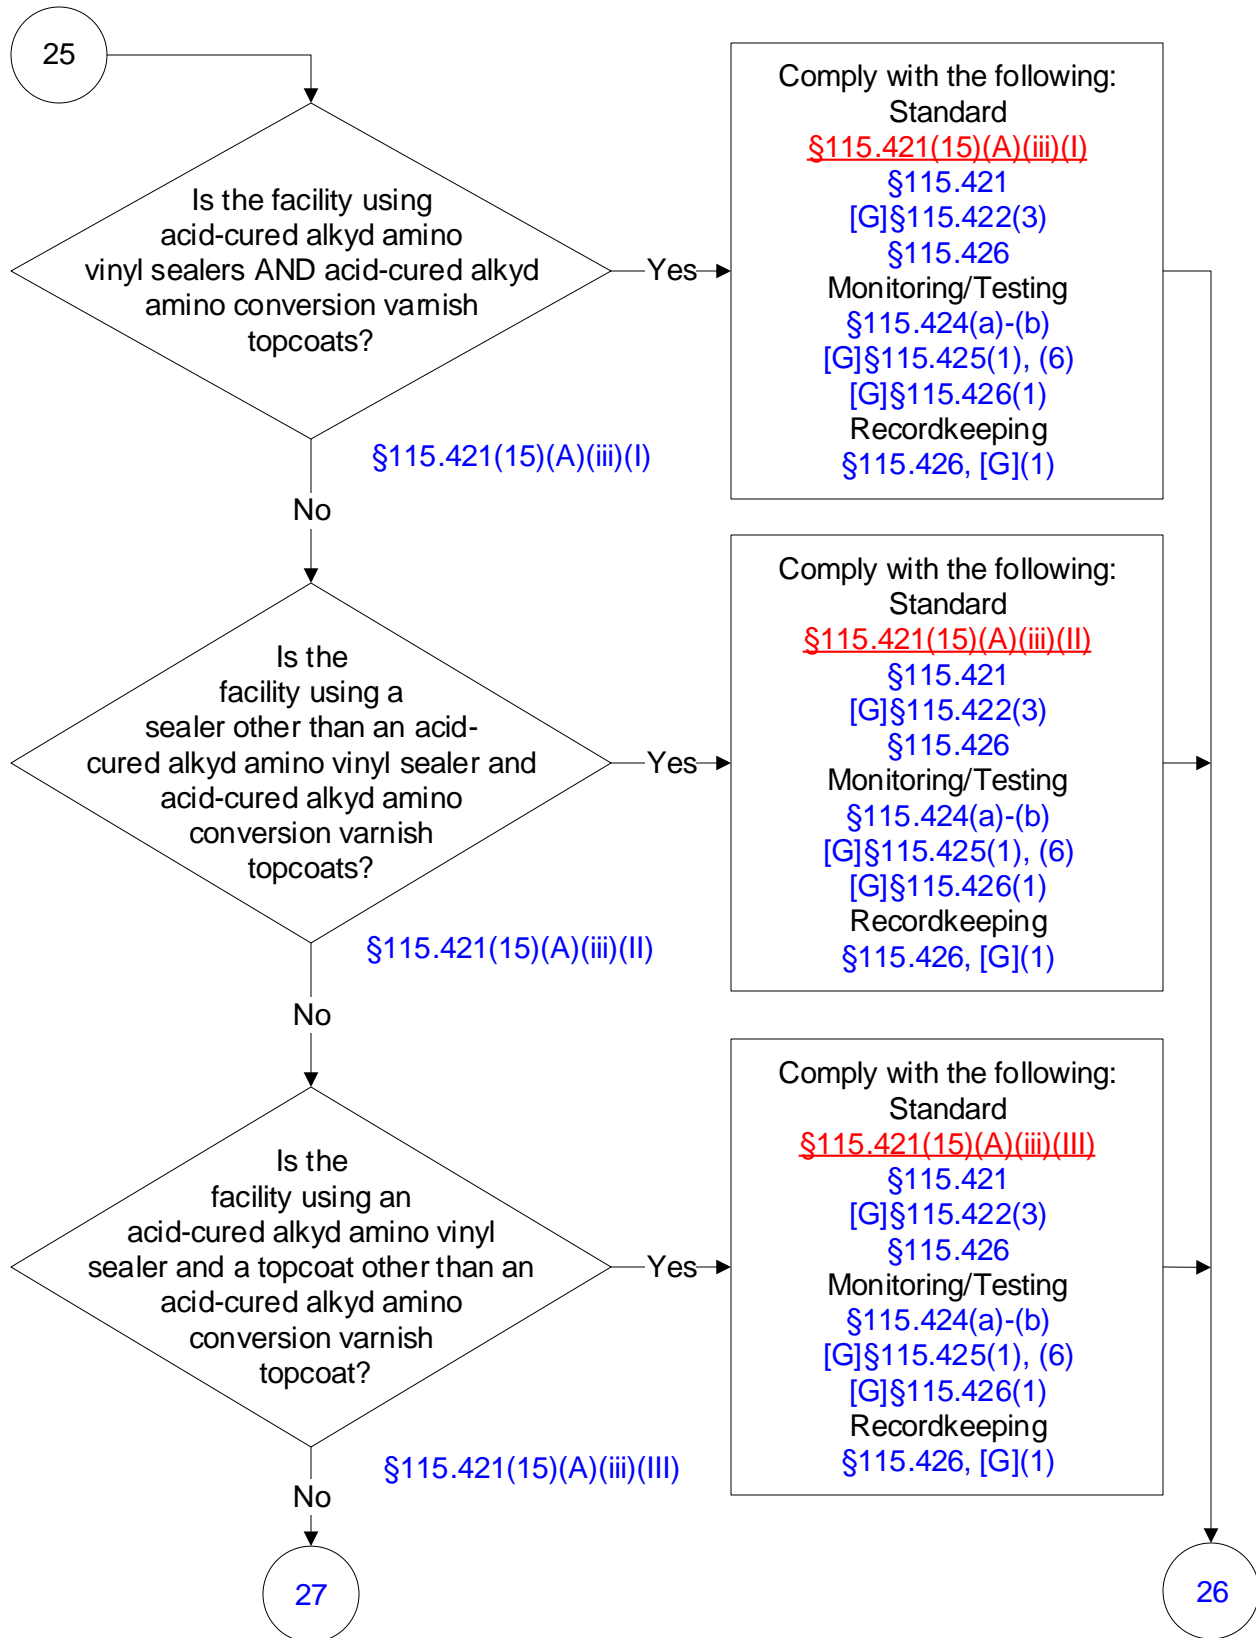 25
Is the facility using
acid-cured alkyd amino
vinyl sealers AND acid-cured alkyd
amino conversion varnish
topcoats?
Yes
Comply with the following:
Standard
§115.421(15)(A)(iii)(I)
§115.421
[G]§115.422(3)
§115.426
Monitoring/Testing
§115.424(a)-(b)
[G]§115.425(1), (6)
[G]§115.426(1)
Recordkeeping
§115.426, [G](1)
§115.421(15)(A)(iii)(I)
No
Is the
facility using a
sealer other than an acid-
cured alkyd amino vinyl sealer and
acid-cured alkyd amino
conversion varnish
topcoats?
Yes
Comply with the following:
Standard
§115.421(15)(A)(iii)(II)
§115.421
[G]§115.422(3)
§115.426
Monitoring/Testing
§115.424(a)-(b)
[G]§115.425(1), (6)
[G]§115.426(1)
Recordkeeping
§115.426, [G](1)
§115.421(15)(A)(iii)(II)
No
Is the
facility using an
acid-cured alkyd amino vinyl
sealer and a topcoat other than an
acid-cured alkyd amino
conversion varnish
topcoat?
Yes
Comply with the following:
Standard
§115.421(15)(A)(iii)(III)
§115.421
[G]§115.422(3)
§115.426
Monitoring/Testing
§115.424(a)-(b)
[G]§115.425(1), (6)
[G]§115.426(1)
Recordkeeping
§115.426, [G](1)
§115.421(15)(A)(iii)(III)
No
27
26